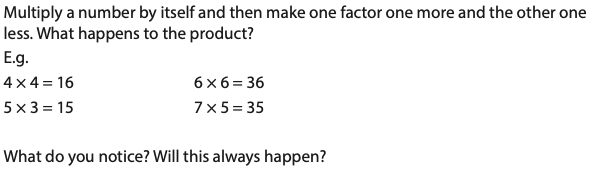 Multiply a number by itself and then make one factor one more and the other one
less. What happens to the product?
E.g.
4 × 4 = 16 6 × 6 = 36
5 × 3 = 15 7 × 5 = 35
What do you notice? Will this always happen?